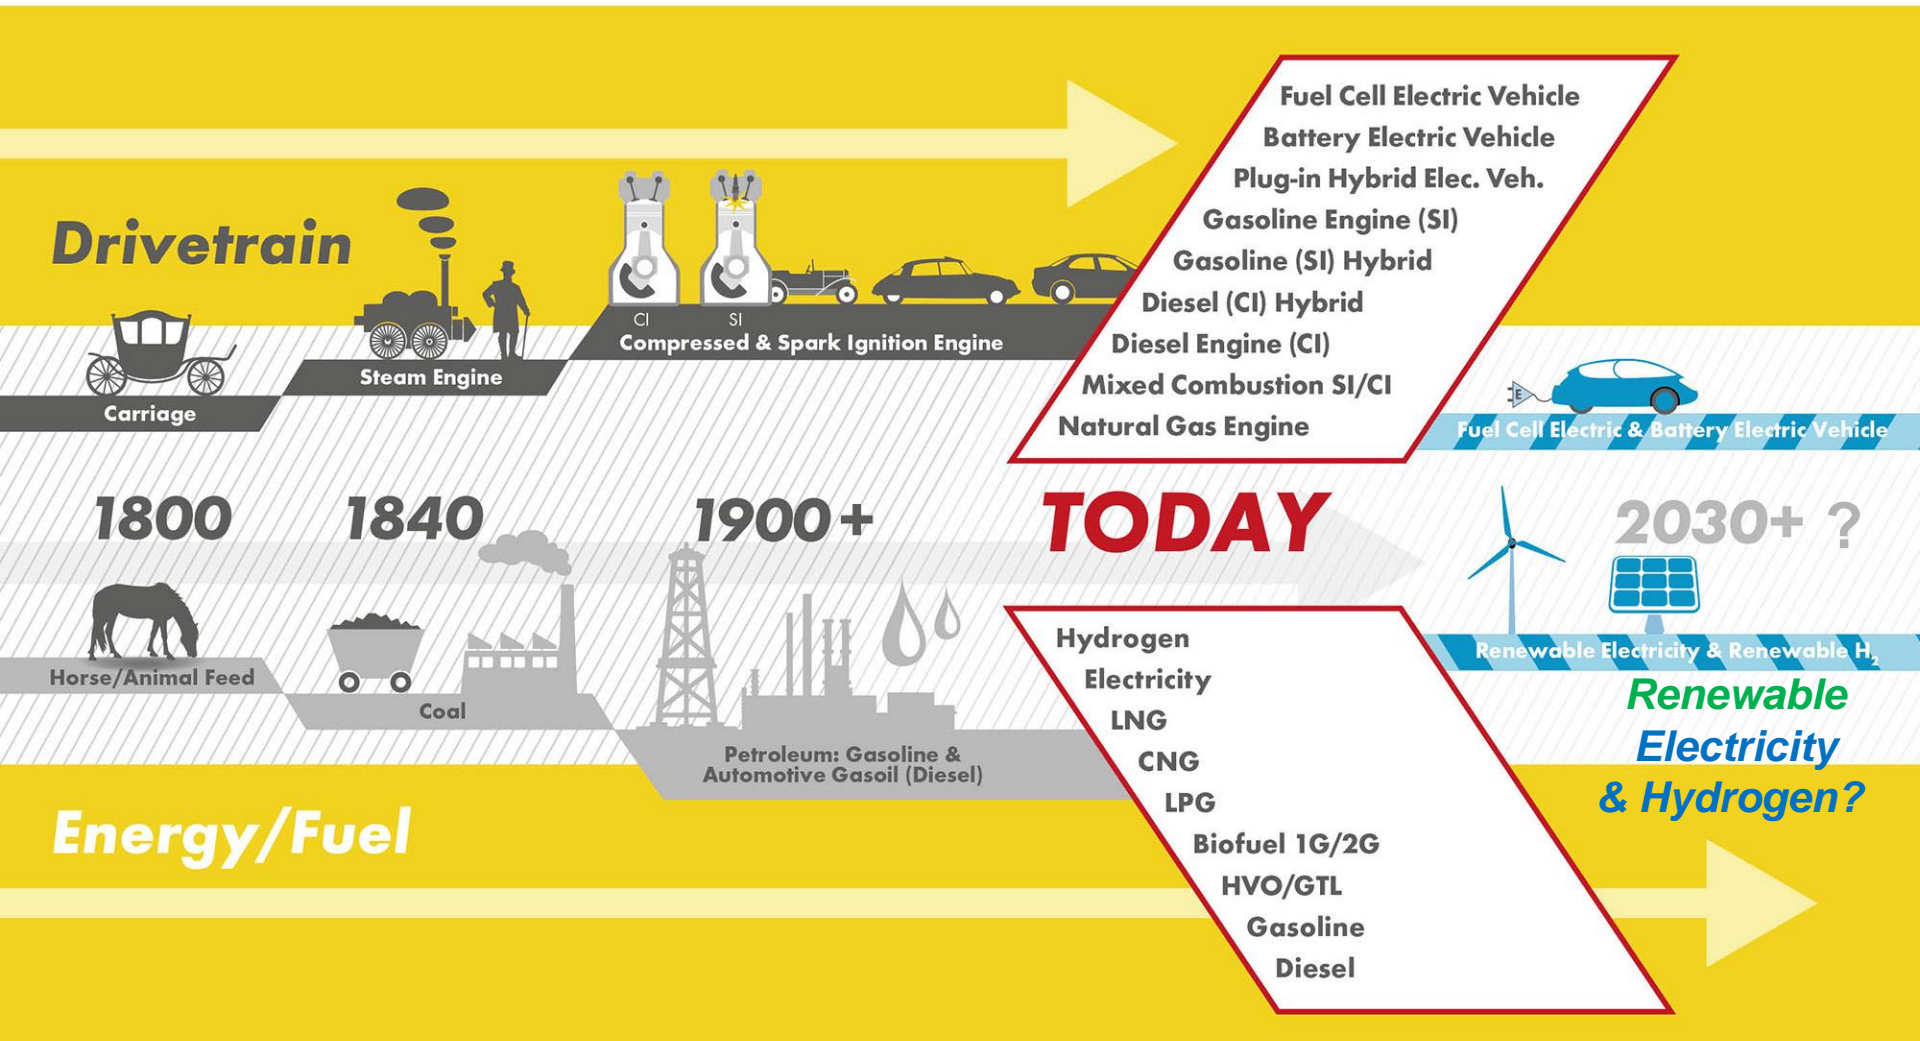 Fuel Cell Electric Vehicle
Battery Electric Vehicle
Plug-in Hybrid Elec. Veh.
Gasoline Engine (SI)
Gasoline (SI) Hybrid
Diesel (CI) Hybrid
Diesel Engine (CI)
Mixed Combustion SI/CI
Natural Gas Engine
Drivetrain
CI
SI
Compressed & Spark Ignition Engine
Steam Engine
Carriage
E
Fuel Cell Electric & Battery Electric Vehicle
1800
1840
1900+
TODAY
2030+ ?
Horse/Animal Feed
Coal
Petroleum: Gasoline &
Automotive Gasoil (Diesel)
Energy/Fuel
Hydrogen
Electricity
LNG
CNG
LPG
Biofuel 1G/2G
HVO/GTL
Gasoline
Diesel
Renewable Electricity & Renewable H₂
Renewable
Electricity
& Hydrogen?